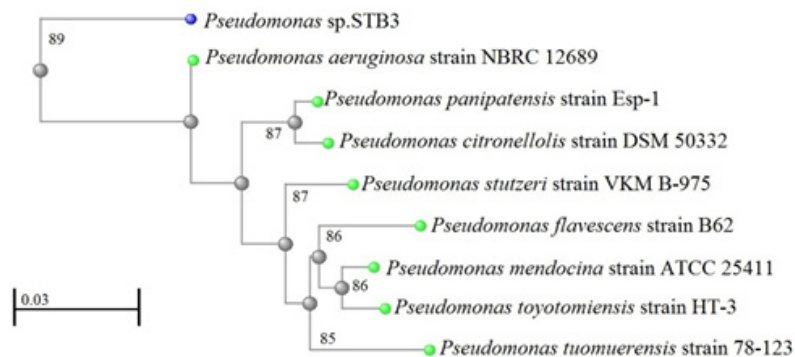 Pseudomonas sp.STB3
89
Pseudomonas aeruginosa strain NBRC 12689
Pseudomonas panipatensis strain Esp-1
87
Pseudomonas citronellolis strain DSM 50332
Pseudomonas stutzeri strain VKM B-975
87
Pseudomonas flavescens strain B62
86
Pseudomonas mendocina strain ATCC 25411
86
0.03
Pseudomonas toyotomiensis strain HT-3
85
Pseudomonas tuomuerensis strain 78-123